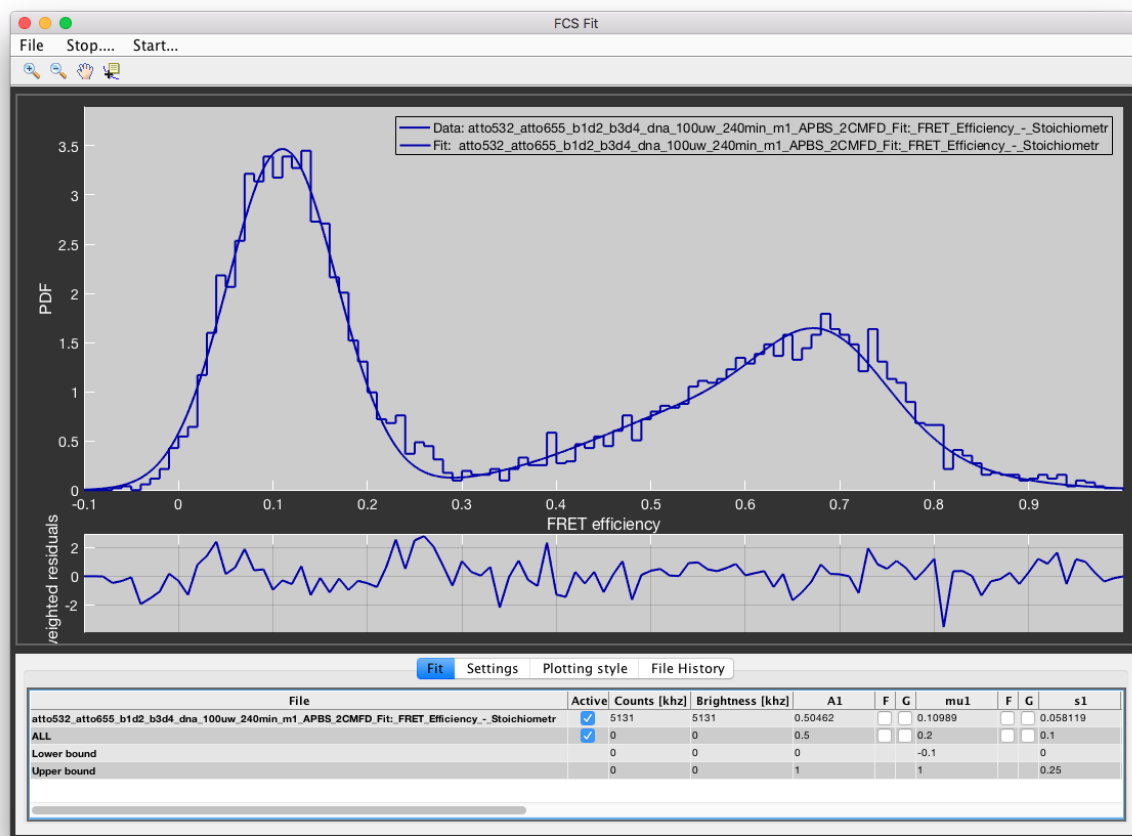 FCS Fit
File Stop.... Start...
Data: atto532_atto655_b1d2_b3d4_dna_100uw_240min_m1_APBS_2CMFD_Fit:_FRET_Efficiency_-_Stoichiometr
Fit: atto532_atto655_b1d2_b3d4_dna_100uw_240min_m1_APBS_2CMFD_Fit:_FRET_Efficiency_-_Stoichiometr
PDF
3.5
3
2.5
2
1.5
1
0.5
0
-0.1 0 0.1 0.2 0.3 0.4 0.5 0.6 0.7 0.8 0.9
FRET efficiency
weighted residuals
2
0
-2
Fit Settings Plotting style File History
File Active Counts [khz] Brightness [khz] A1 F G mu1 F G s1
atto532_atto655_b1d2_b3d4_dna_100uw_240min_m1_APBS_2CMFD_Fit:_FRET_Efficiency_-_Stoichiometr 5131 5131 0.50462 0.10989 0.058119
ALL 0 0 0.5 0.2 0.1
Lower bound 0 0 0 -0.1 0
Upper bound 0 0 1 1 0.25